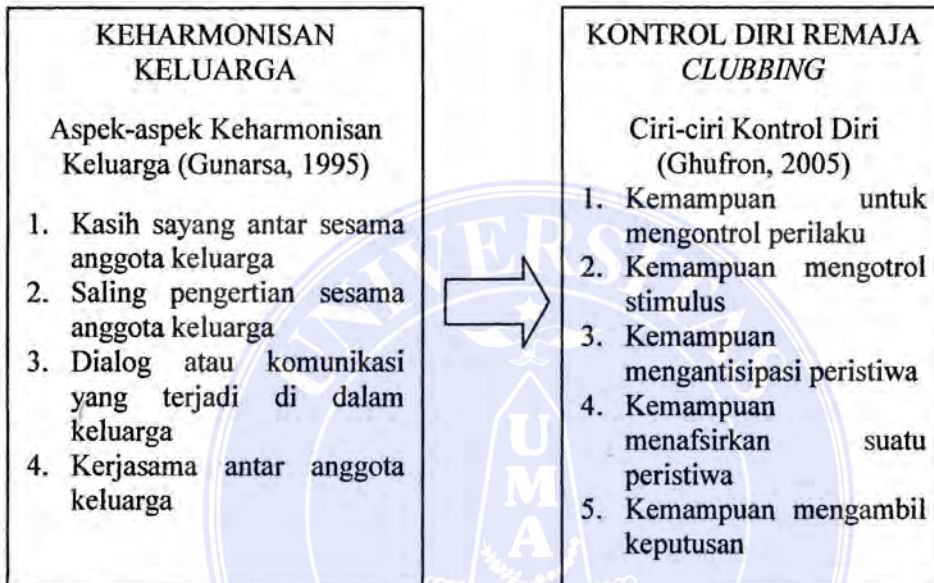 KEHARMONISAN
KELUARGA
Aspek-aspek Keharmonisan
Keluarga (Gunarsa, 1995)
1. Kasih sayang antar sesama
anggota keluarga
2. Saling pengertian sesama
anggota keluarga
3. Dialog atau komunikasi
yang terjadi di dalam
keluarga
4. Kerjasama antar anggota
keluarga
KONTROL DIRI REMAJA
CLUBBING
Ciri-ciri Kontrol Diri
(Ghufron, 2005)
1. Kemampuan untuk
mengontrol perilaku
2. Kemampuan mengotrol
stimulus
3. Kemampuan
mengantisipasi peristiwa
4. Kemampuan
menafsirkan suatu
peristiwa
5. Kemampuan mengambil
keputusan
UNIVERSITAS
UMA